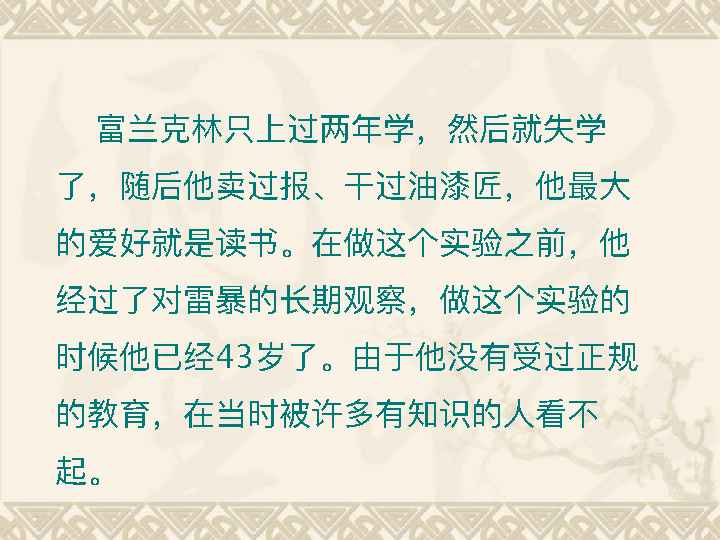 富兰克林只上过两年学，然后就失学
了，随后他卖过报、干过油漆匠，他最大
的爱好就是读书。在做这个实验之前，他
经过了对雷暴的长期观察，做这个实验的
时候他已经43岁了。由于他没有受过正规
的教育，在当时被许多有知识的人看不
起。